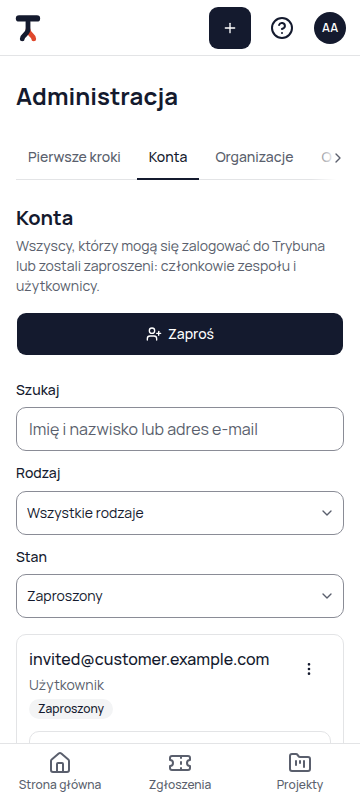 AA
Administracja
Pierwsze kroki
Konta
Organizacje
Konta
Wszyscy, którzy mogą się zalogować do Trybuna
lub zostali zaproszeni: członkowie zespołu i
użytkownicy.
Zaproś
Szukaj
Imię i nazwisko lub adres e-mail
Rodzaj
Wszystkie rodzaje
Stan
Zaproszony
invited@customer.example.com
Użytkownik
Zaproszony
Strona główna
Zgłoszenia
Projekty